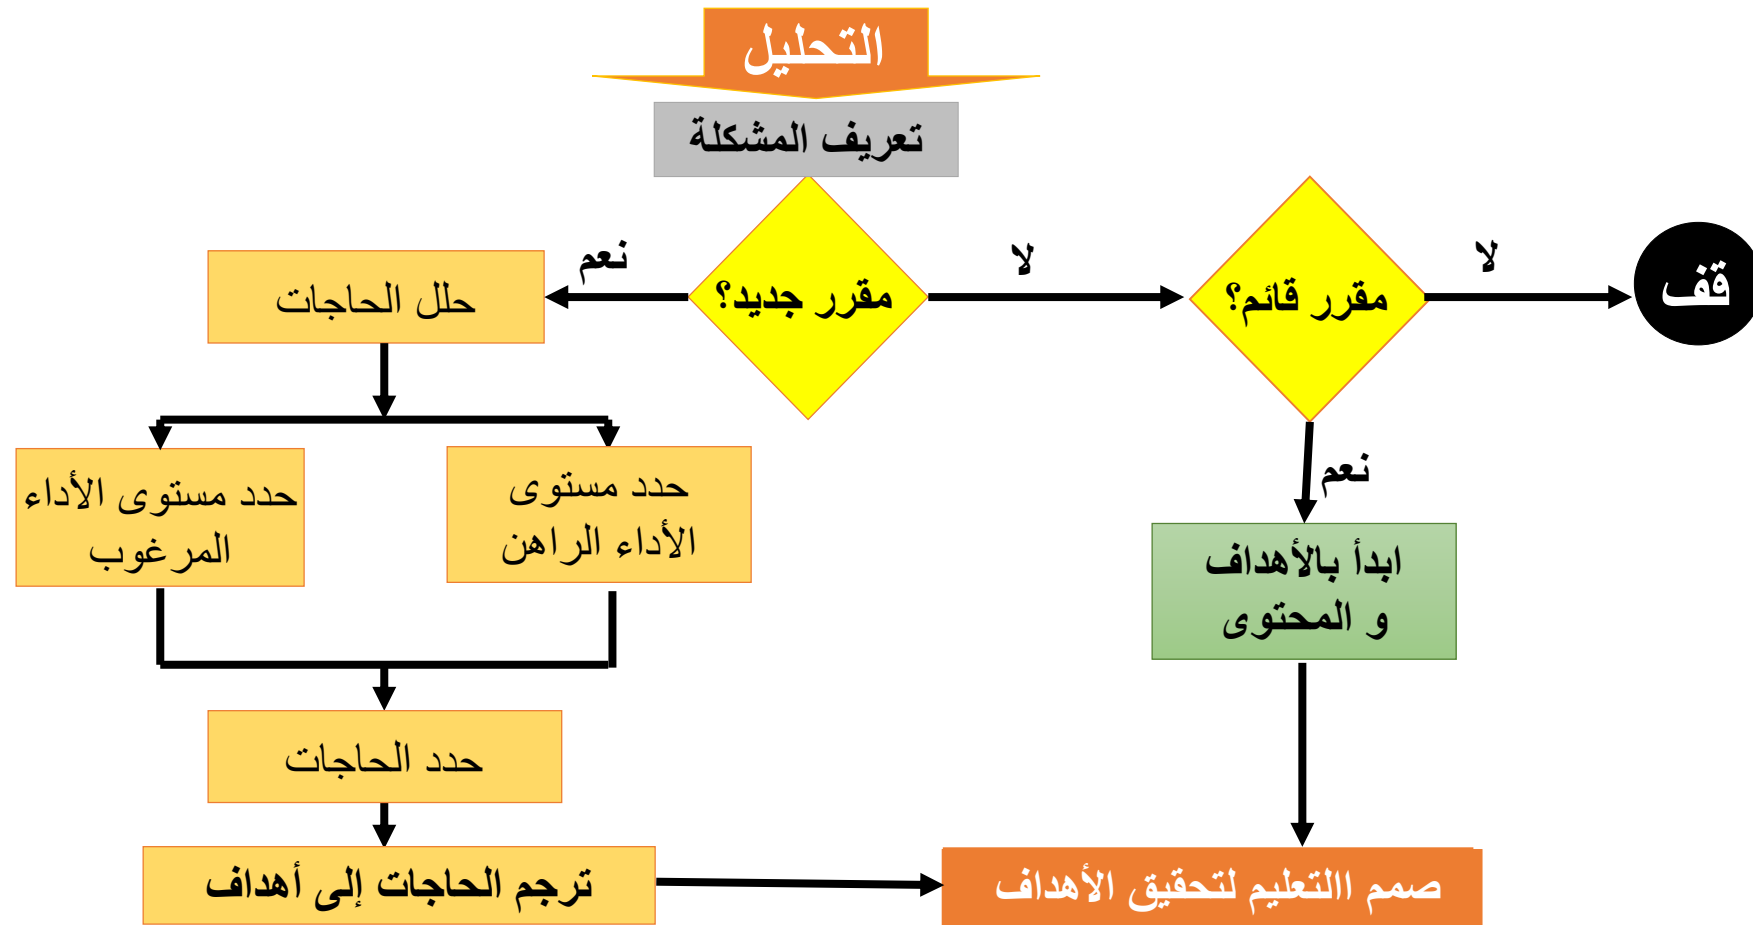 التحليل
تعريف المشكلة
مقرر جديد؟
نعم
لا
مقرر قائم؟
لا
قف
نعم
حلل الحاجات
حدد مستوى
الأداء الراهن
حدد مستوى الأداء
المرغوب
ابدأ بالأهداف
و المحتوى
حدد الحاجات
ترجم الحاجات إلى أهداف
صمم االتعليم لتحقيق الأهداف